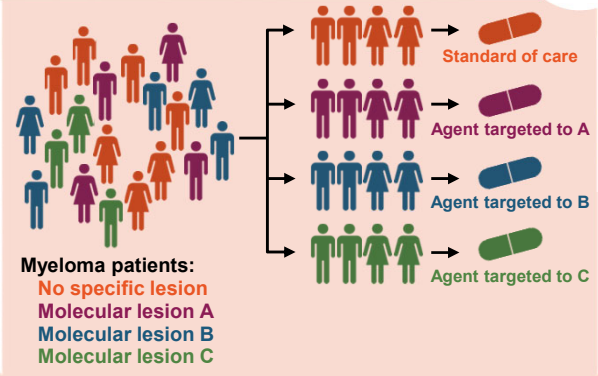 Standard of care
Agent targeted to A
Agent targeted to B
Agent targeted to C
Myeloma patients:
No specific lesion
Molecular lesion A
Molecular lesion B
Molecular lesion C